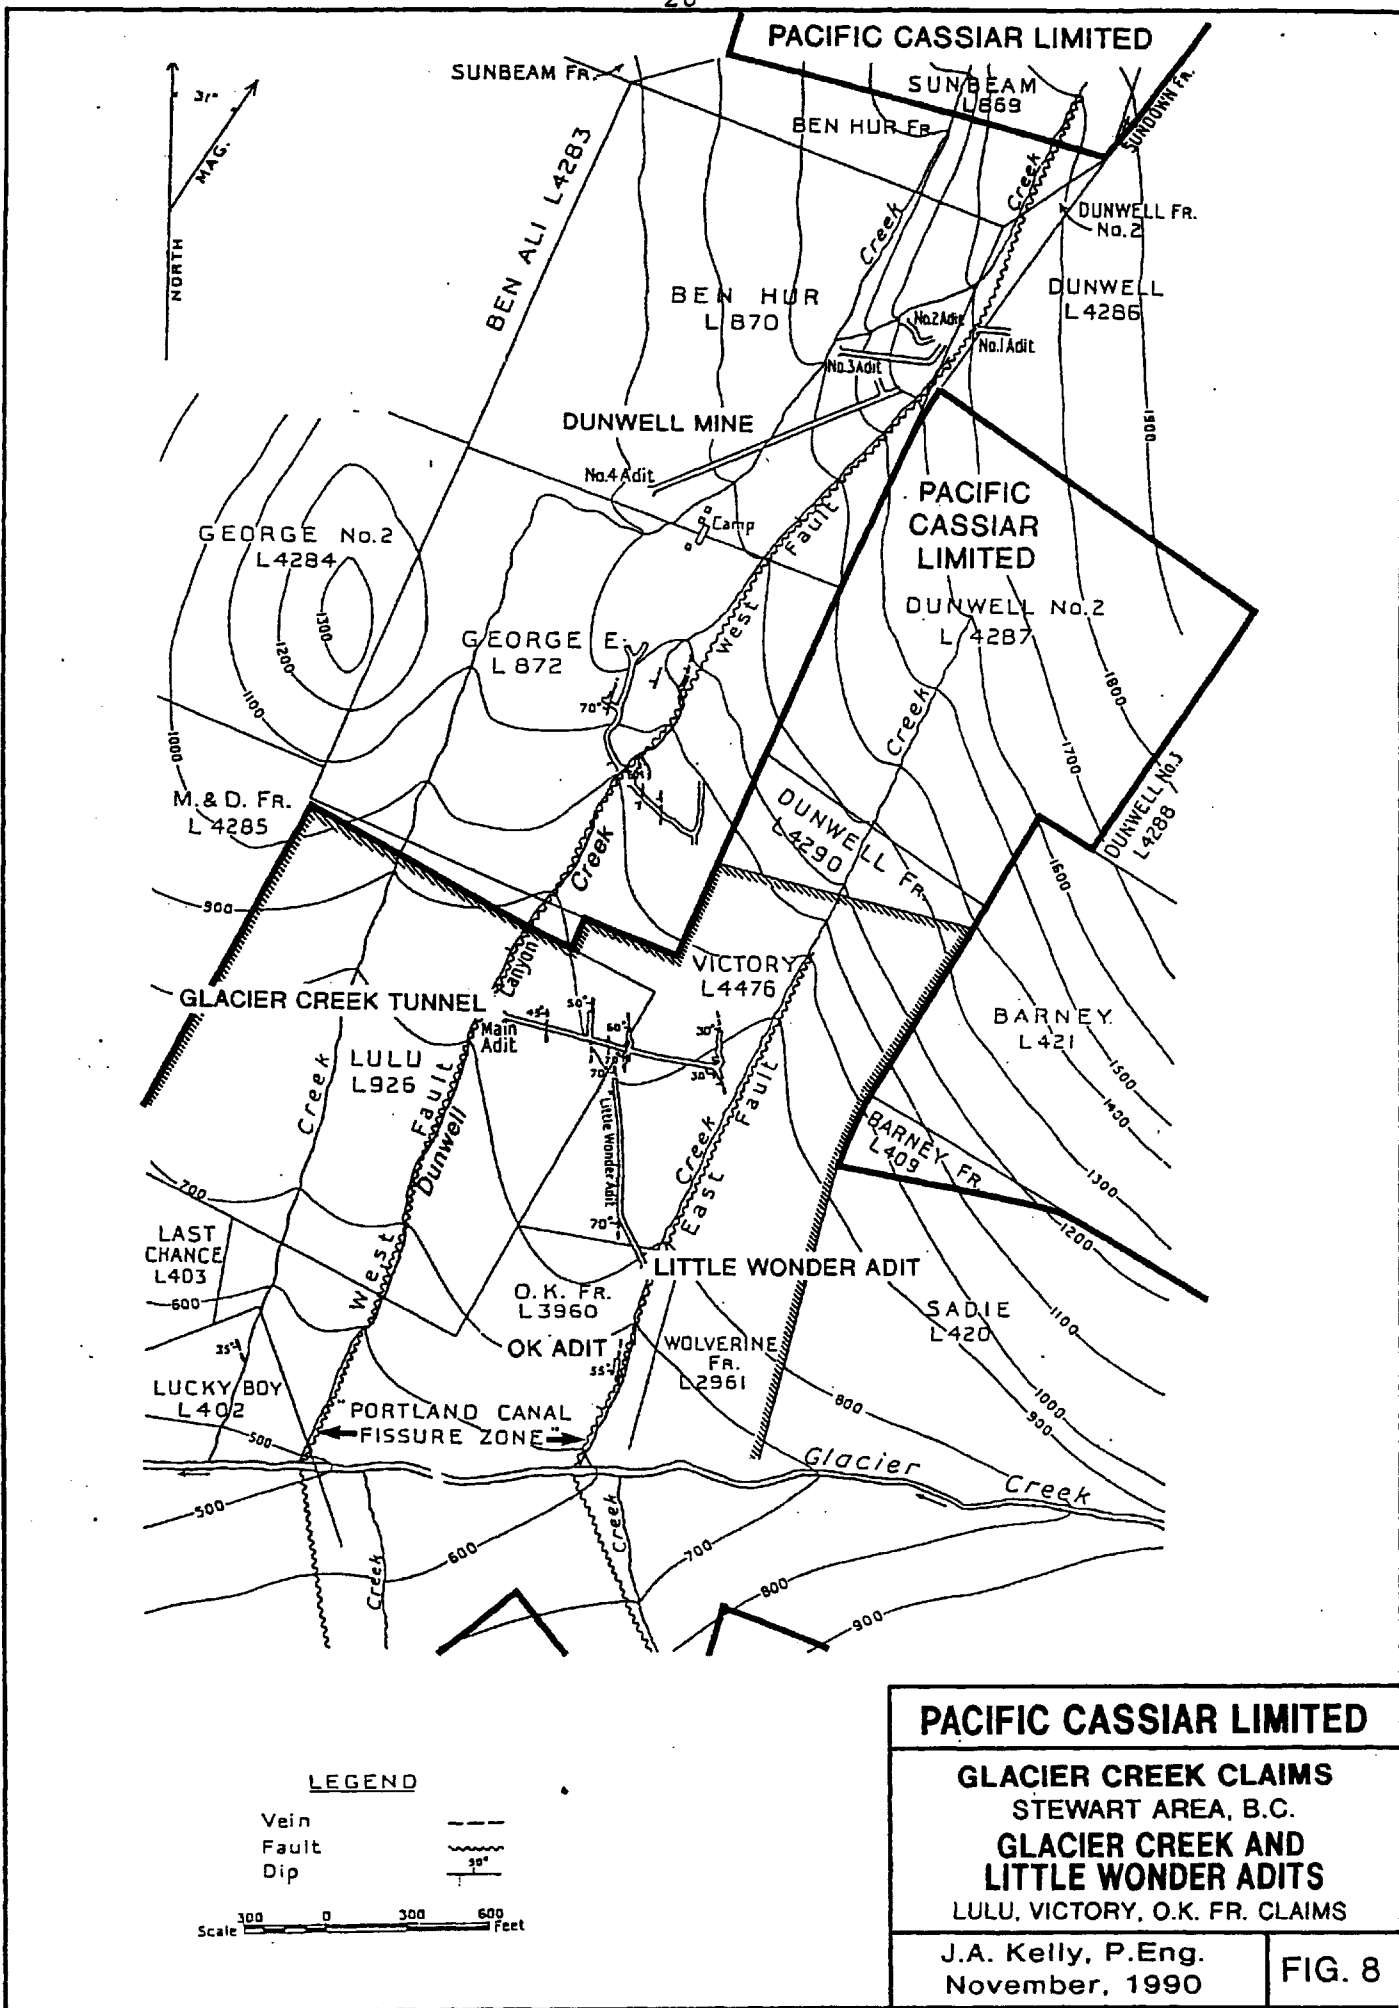 PACIFIC CASSIAR LIMITED
SUNBEAM FR.
SUNBEAM
L869
SUNDOWN FR.
BEN HUR FR.
31°
MAG.
NORTH
BEN ALI L4283
Creek
Creek
DUNWELL FR.
No.2
BEN HUR
L 870
DUNWELL
L 4286
No.2 Adit
No.1 Adit
No.3 Adit
1900
DUNWELL MINE
No.4 Adit
Camp
PACIFIC
CASSIAR
LIMITED
GEORGE No.2
L4284
1300
1200
1100
1000
Fault
West
DUNWELL No.2
L 4287
GEORGE E.
L 872
70°
Creek
1800
1700
DUNWELL No.3
L4288
M. & D. FR.
L 4285
DUNWELL FR.
L4290
1600
Creek
900
Canyon
VICTORY
L4476
GLACIER CREEK TUNNEL
Main
Adit
45°
50°
60°
30°
70°
70°
30°
BARNEY
L 421
1500
1400
LULU
L926
Creek
Fault
Dunwell
Little Wonder Adit
Creek
East Fault
BARNEY FR
L409
1300
1200
700
70°
LAST
CHANCE
L403
West
LITTLE WONDER ADIT
600
O.K. FR.
L3960
SADIE
L420
1100
OK ADIT
55°
WOLVERINE
FR.
L2961
35°
LUCKY BOY
L402
"PORTLAND CANAL
FISSURE ZONE"
800
1000
900
500
Glacier
Creek
500
600
Creek
Creek
700
800
900
LEGEND
Vein
Fault
Dip
30°
Scale
300
0
300
600
Feet
PACIFIC CASSIAR LIMITED
GLACIER CREEK CLAIMS
STEWART AREA, B.C.
GLACIER CREEK AND
LITTLE WONDER ADITS
LULU, VICTORY, O.K. FR. CLAIMS
J.A. Kelly, P.Eng.
November, 1990
FIG. 8